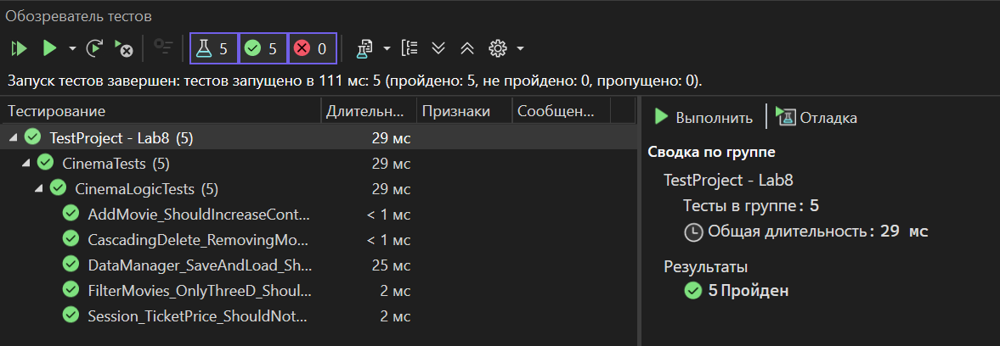 Обозреватель тестов
5 5 0
Запуск тестов завершен: тестов запущено в 111 мс: 5 (пройдено: 5, не пройдено: 0, пропущено: 0).
Тестирование Длительн... Признаки Сообщен...
TestProject - Lab8 (5) 29 мс
CinemaTests (5) 29 мс
CinemaLogicTests (5) 29 мс
AddMovie_ShouldIncreaseCont... < 1 мс
CascadingDelete_RemovingMo... < 1 мс
DataManager_SaveAndLoad_Sh... 25 мс
FilterMovies_OnlyThreeD_Shoul... 2 мс
Session_TicketPrice_ShouldNot... 2 мс
Выполнить Отладка
Сводка по группе
TestProject - Lab8
Тесты в группе: 5
Общая длительность: 29 мс
Результаты
5 Пройден